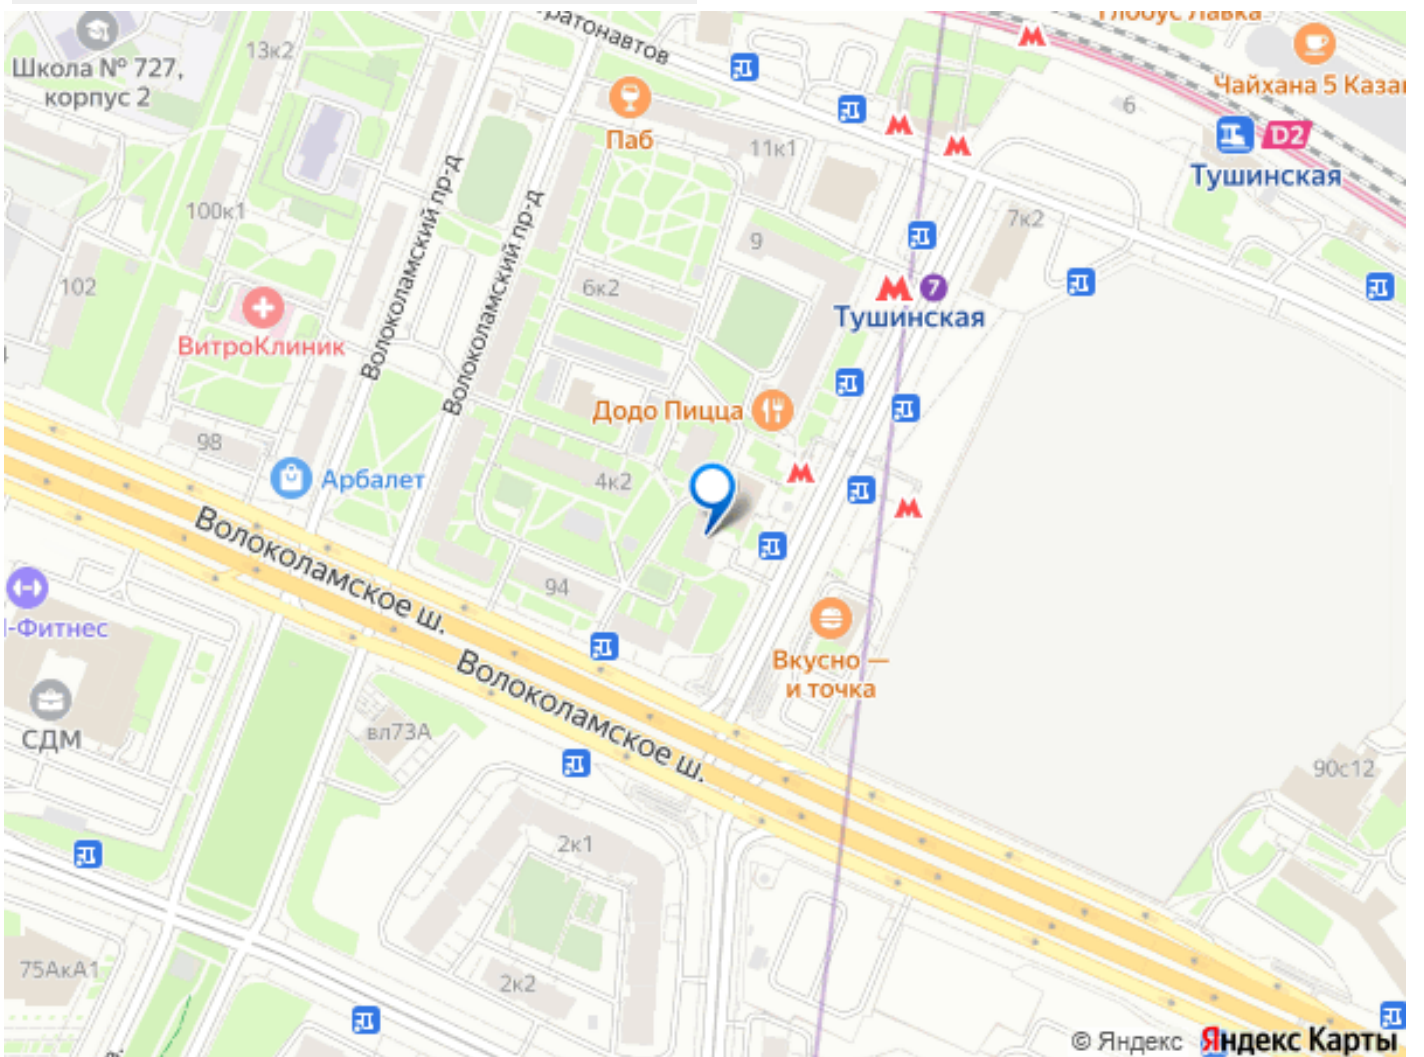 Глобус Лавка
Чайхана 5 Каза
Школа № 727,
корпус 2
13к2
ратонавтов
Паб
11к1
6
D2
Тушинская
100к1
Волоколамский пр-д
Волоколамский пр-д
9
7к2
102
6к2
7
Тушинская
ВитроКлиник
Додо Пицца
98
Арбалет
4к2
Волоколамское ш.
94
-Фитнес
Вкусно —
и точка
Волоколамское ш.
СДМ
вл73А
90с12
2к1
75АкА1
2к2
© Яндекс Яндекс Карты